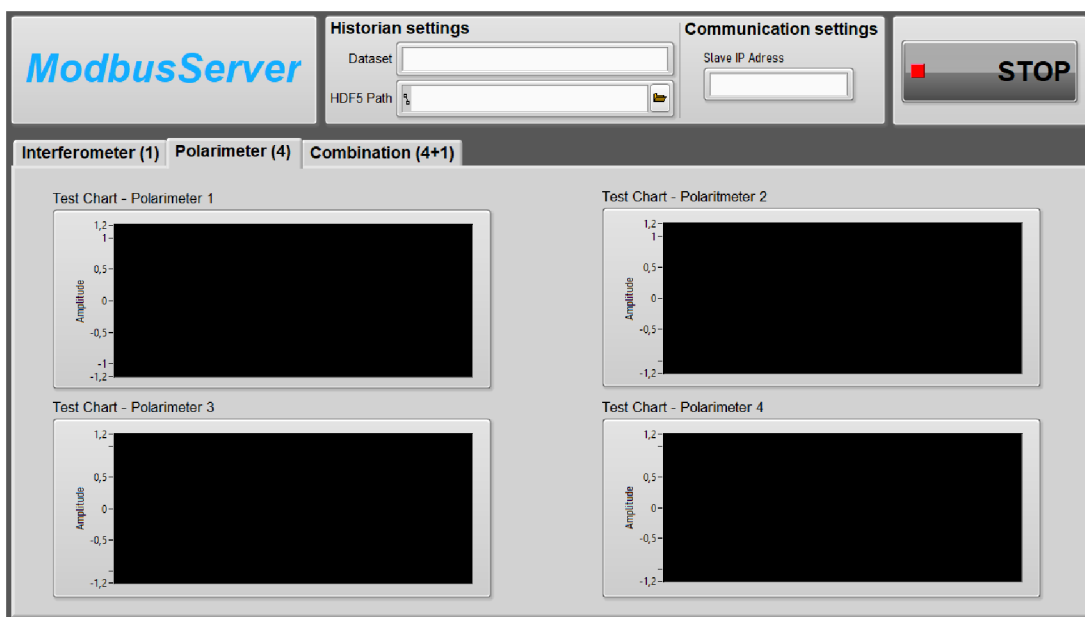 ModbusServer
Historian settings
Dataset
HDF5 Path
Communication settings
Slave IP Adress
STOP
Interferometer (1) Polarimeter (4) Combination (4+1)
Test Chart - Polarimeter 1
1,2
1
0,5
0
-0,5
-1
-1,2
Amplitude
Test Chart - Polaritmeter 2
1,2
1
0,5
0
-0,5
-1,2
Amplitude
Test Chart - Polarimeter 3
1,2
0,5
0
-0,5
-1,2
Amplitude
Test Chart - Polarimeter 4
1,2
0,5
0
-0,5
-1,2
Amplitude